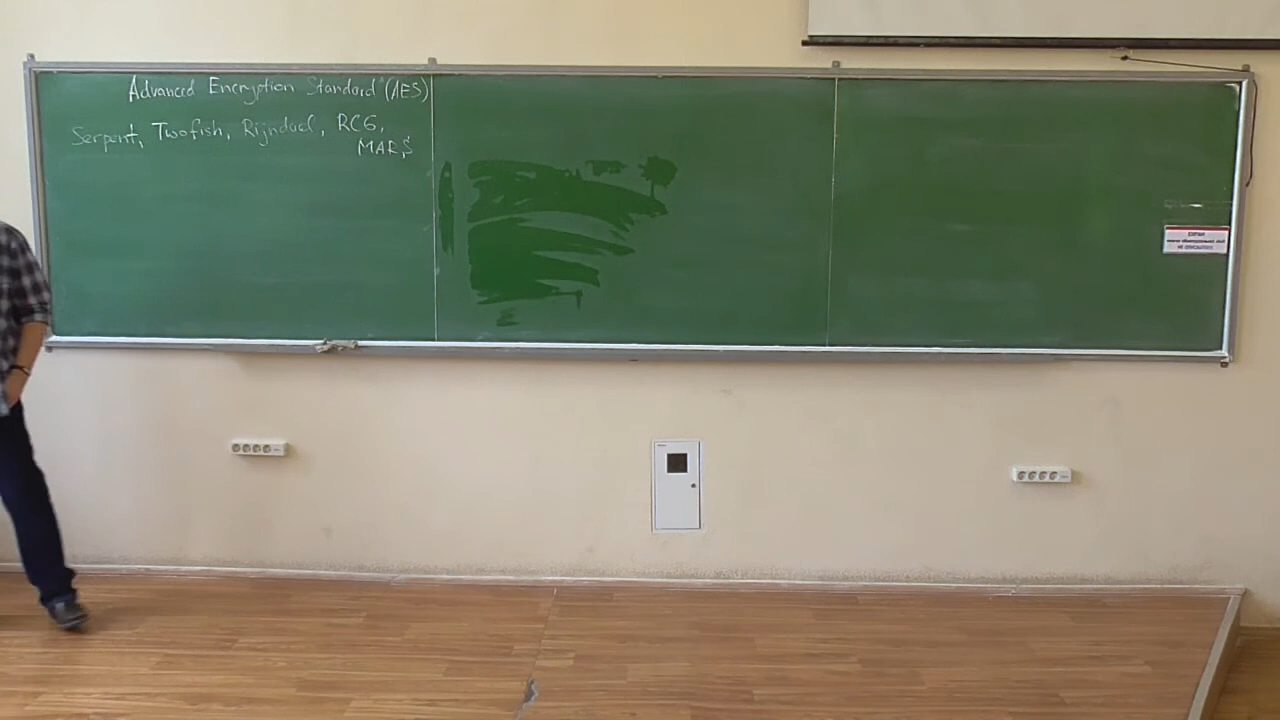 Advanced Encryption Standard (AES)
Serpent, Twofish, Rijndael, RC6,
MARS